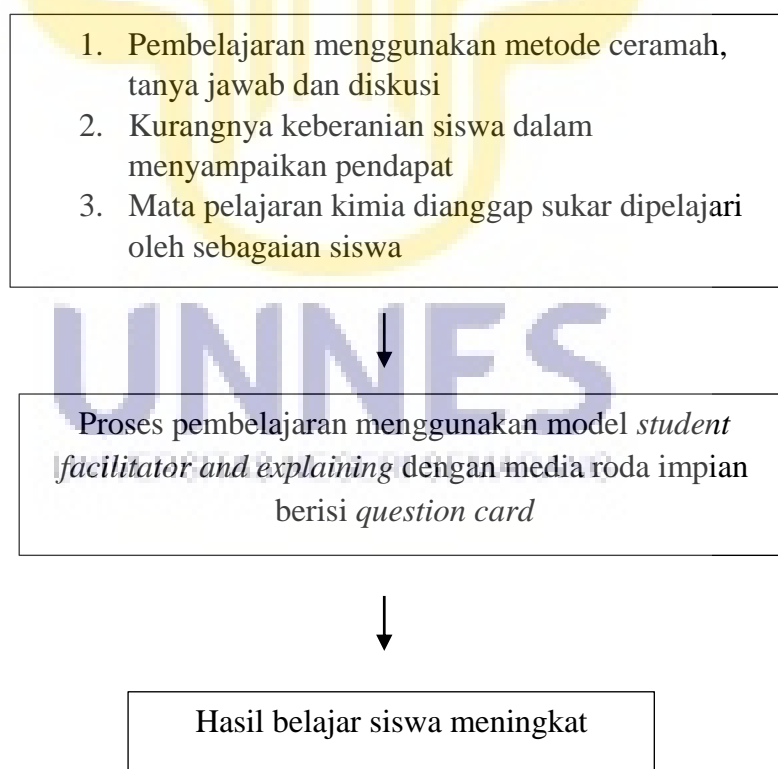 1. Pembelajaran menggunakan metode ceramah,
tanya jawab dan diskusi
2. Kurangnya keberanian siswa dalam
menyampaikan pendapat
3. Mata pelajaran kimia dianggap sukar dipelajari
oleh sebagaian siswa
UNNES
Proses pembelajaran menggunakan model student
facilitator and explaining dengan media roda impian
berisi question card
Hasil belajar siswa meningkat